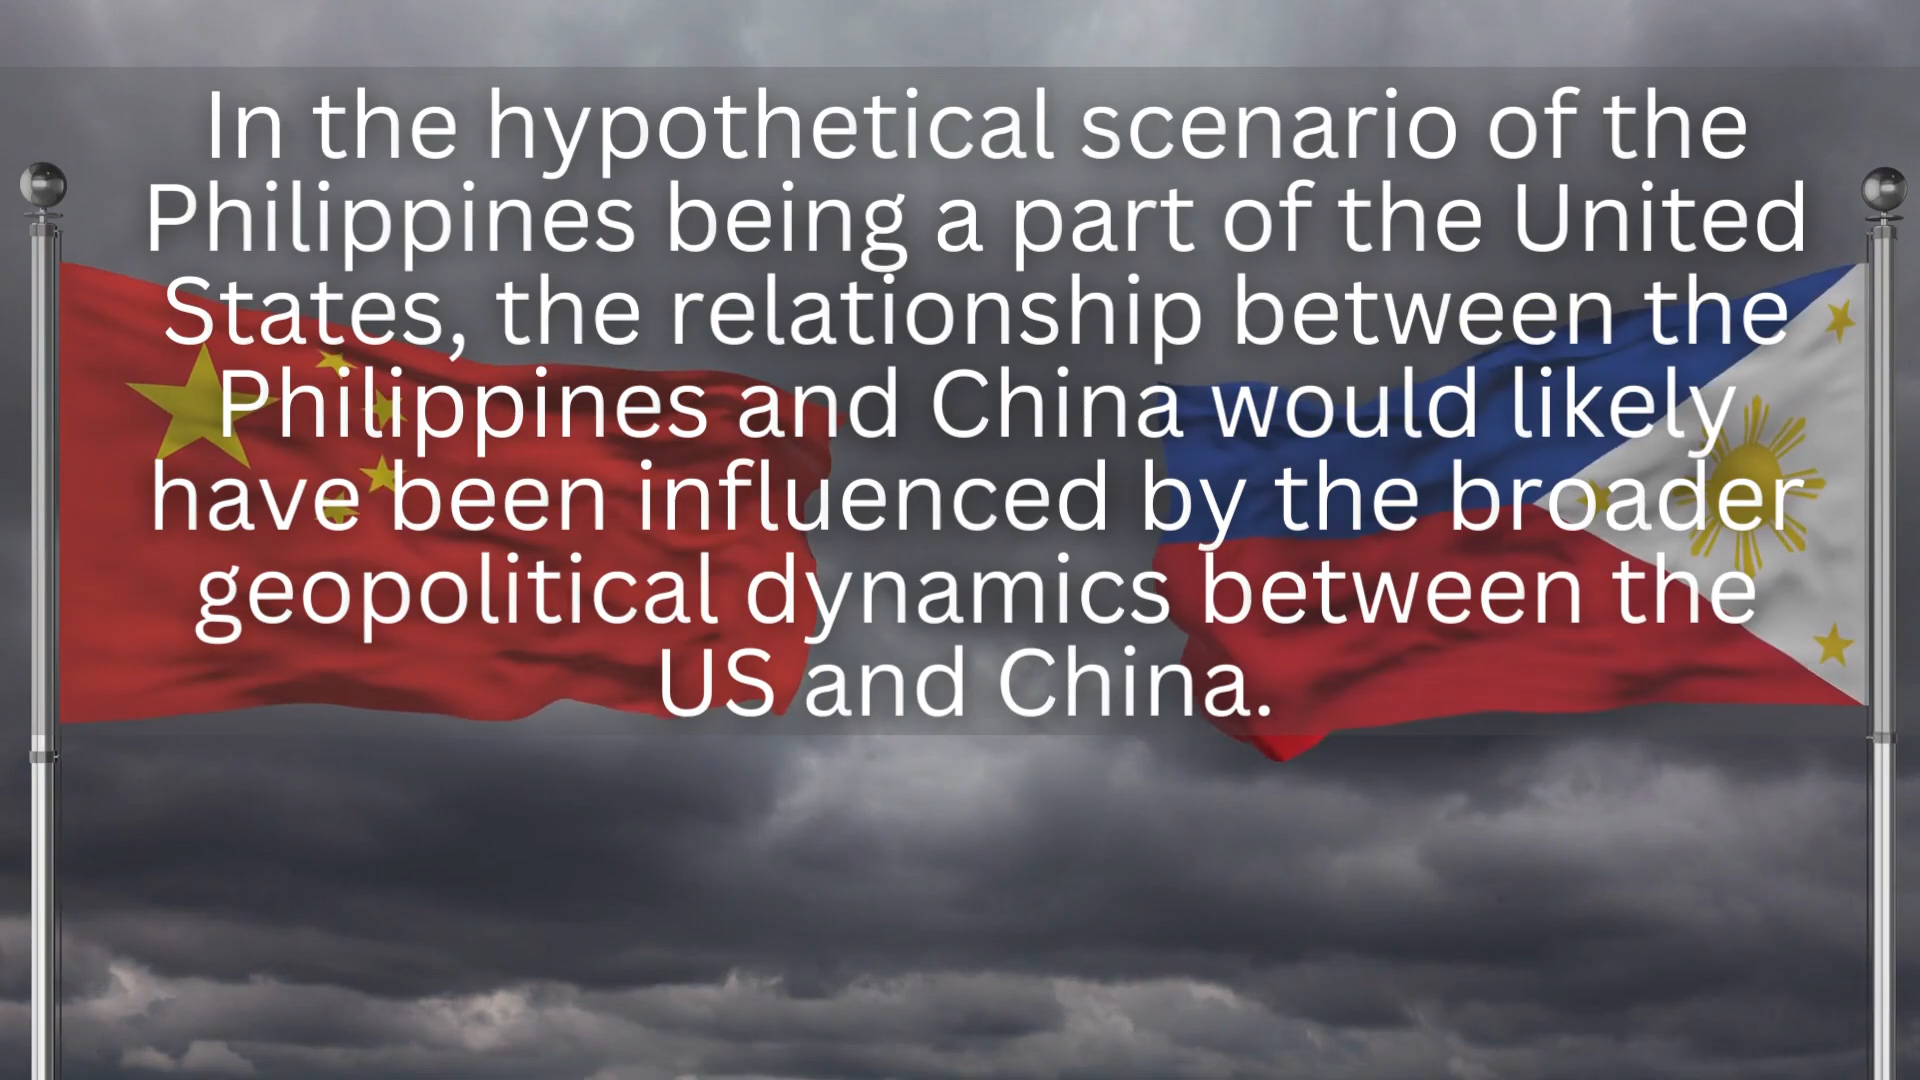 In the hypothetical scenario of the
Philippines being a part of the United
States, the relationship between the
Philippines and China would likely
have been influenced by the broader
geopolitical dynamics between the
US and China.